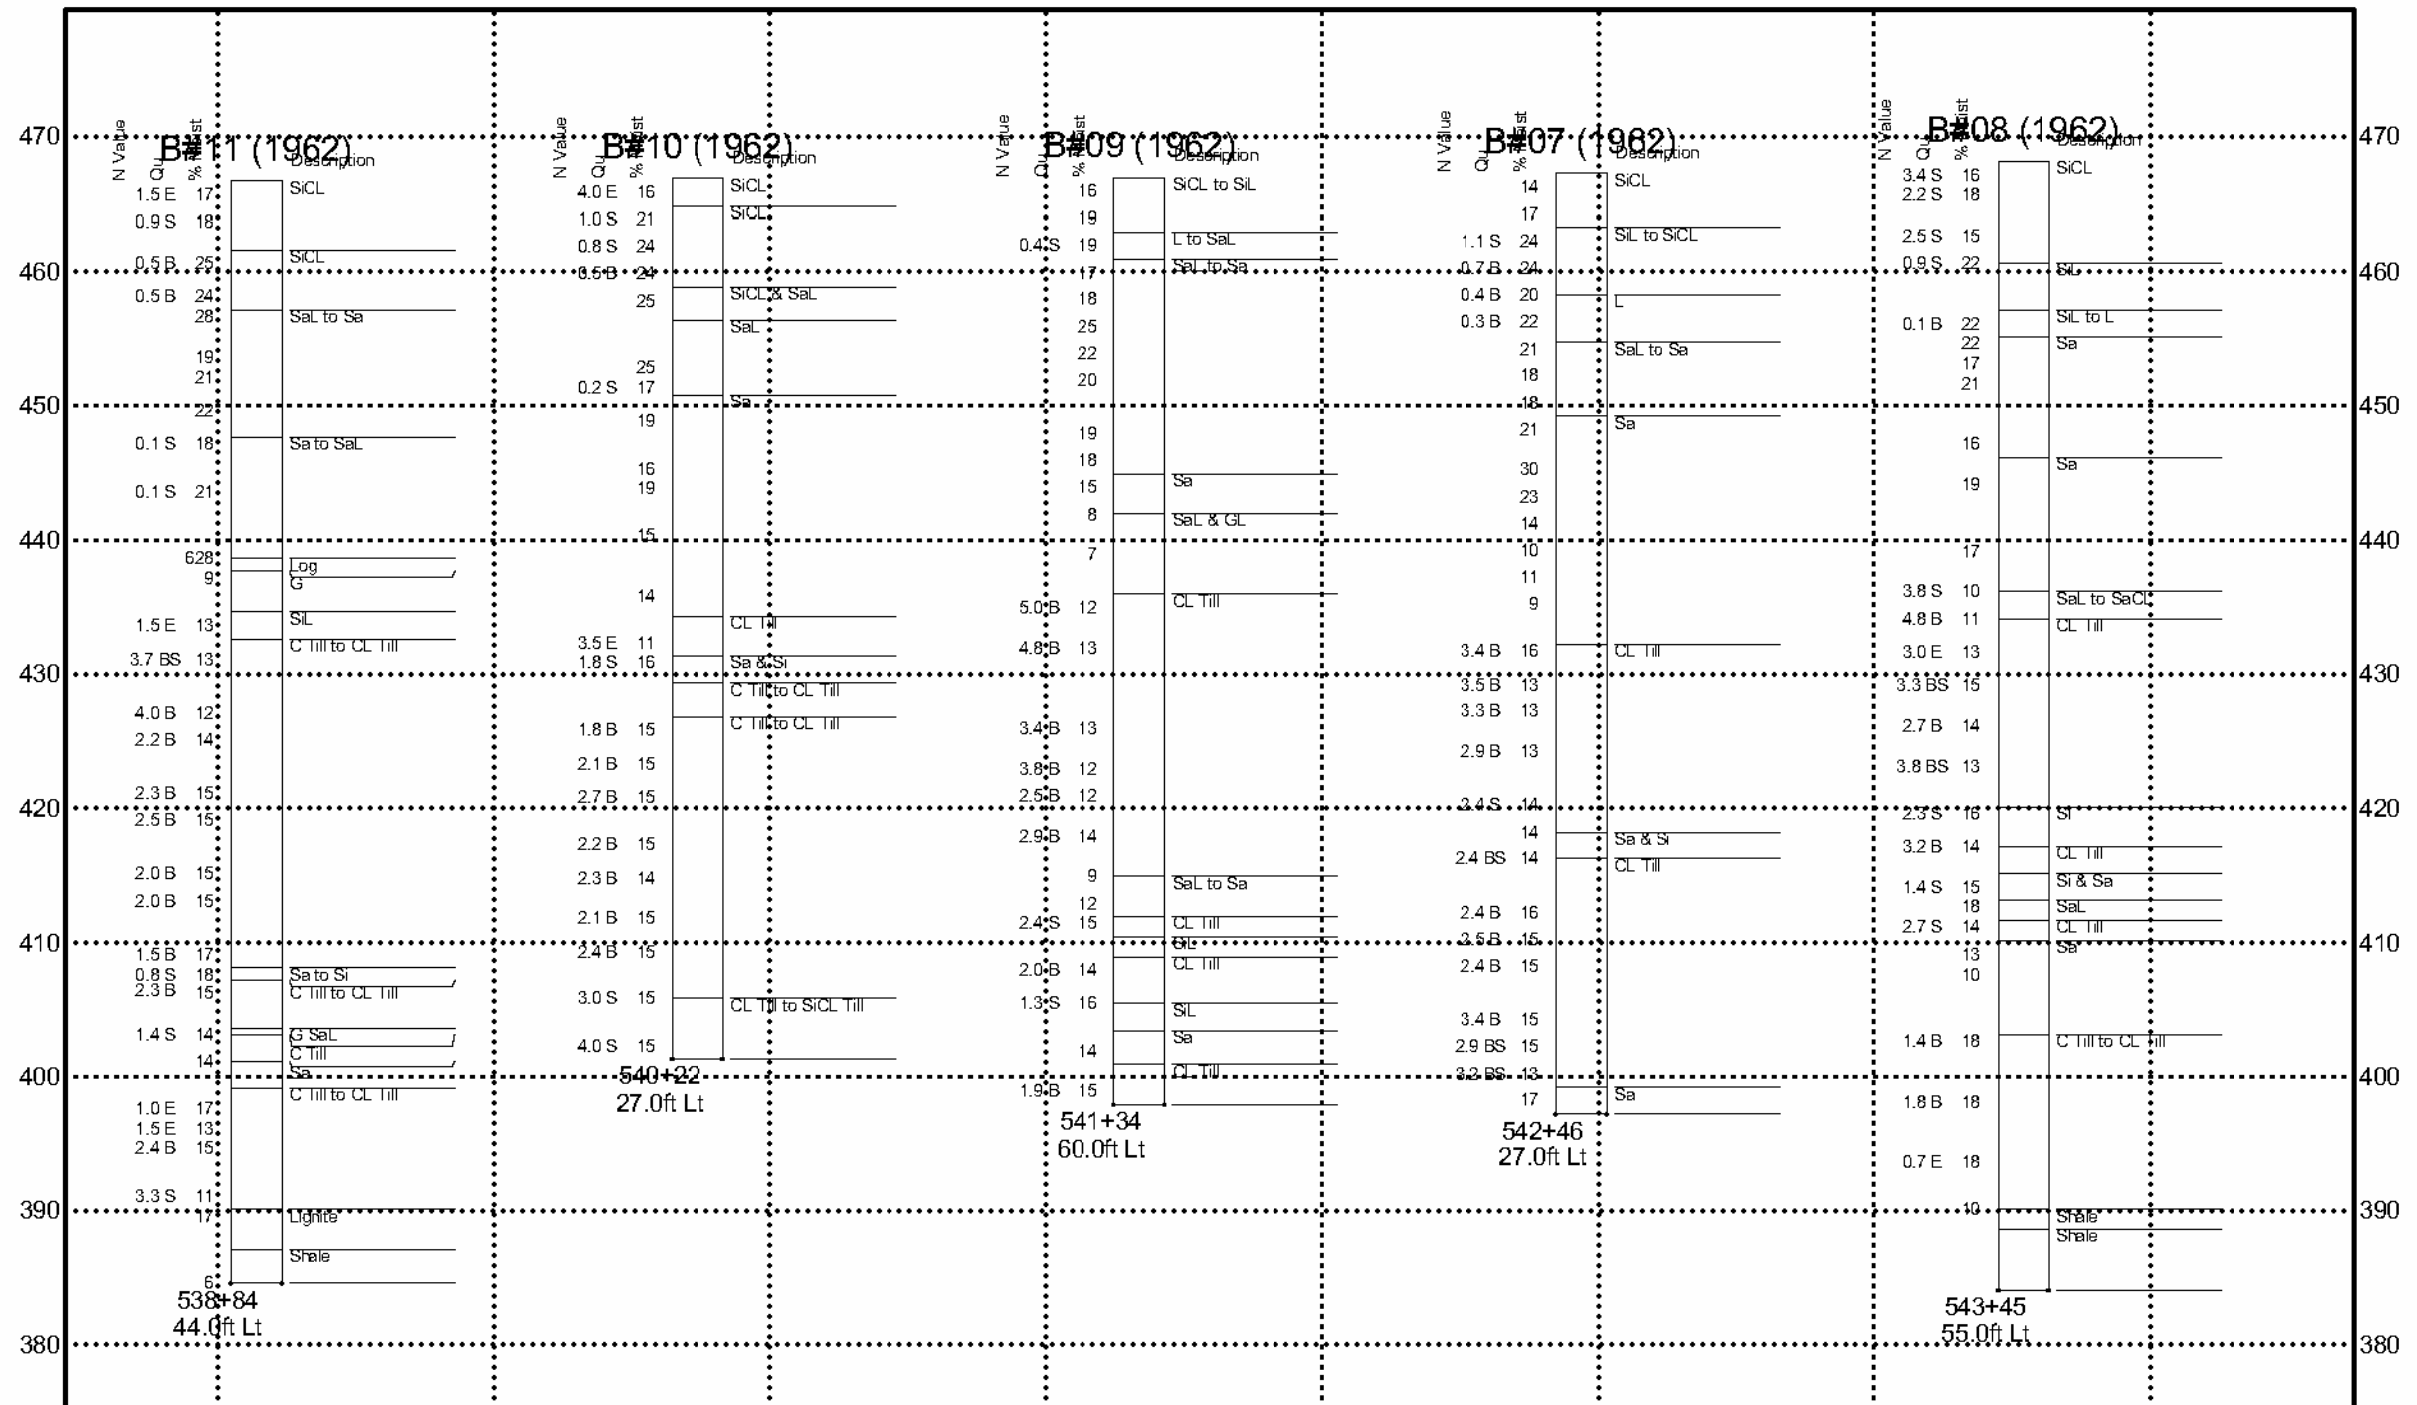 470 470
460 460
450 450
440 440
430 430
420 420
410 410
400 400
390 390
380 380
B#11 (1962)
N Value Qu Description
1.5 E 17 SiCL
0.9 S 18
0.5 B 25 SiCL
0.5 B 24
28 SaL to Sa
19
21
22
0.1 S 18 Sa to SaL
0.1 S 21
628 Log
9 G
1.5 E 13 SiL
3.7 BS 13 C Till to CL Till
4.0 B 12
2.2 B 14
2.3 B 15
2.5 B 15
2.0 B 15
2.0 B 15
1.5 B 17
0.8 S 18 Sa to Si
2.3 B 15 C Till to CL Till
1.4 S 14 G SaL
14 C Till
Sa
C Till to CL Till
1.0 E 17
1.5 E 13
2.4 B 15
3.3 S 11
17 Lignite
Shale
6
538+84
44.0ft Lt
B#10 (1962)
N Value Qu Description
4.0 E 16 SiCL
1.0 S 21 SiCL
0.8 S 24
0.5 B 24
25 SiCL & SaL
SaL
25
0.2 S 17 Sa
19
16
19
15
14
CL Till
3.5 E 11
1.8 S 16 Sa & Si
C Till to CL Till
1.8 B 15 C Till to CL Till
2.1 B 15
2.7 B 15
2.2 B 15
2.3 B 14
2.1 B 15
2.4 B 15
3.0 S 15 CL Till to SiCL Till
4.0 S 15
540+22
27.0ft Lt
B#09 (1962)
N Value Qu Description
16 SiCL to SiL
19
0.4 S 19 L to SaL
17 SaL to Sa
18
25
22
20
19
18
15 Sa
8 SaL & GL
7
5.0 B 12 CL Till
4.8 B 13
3.4 B 13
3.8 B 12
2.5 B 12
2.9 B 14
9 SaL to Sa
12
2.4 S 15 CL Till
SiL
2.0 B 14 CL Till
1.3 S 16 SiL
Sa
14
CL Till
1.9 B 15
541+34
60.0ft Lt
B#07 (1962)
N Value Qu Description
14 SiCL
17
1.1 S 24 SiL to SiCL
0.7 B 24
0.4 B 20 L
0.3 B 22
21 SaL to Sa
18
18
21 Sa
30
23
14
10
11
9
3.4 B 16 CL Till
3.5 B 13
3.3 B 13
2.9 B 13
2.4 S 14
14 Sa & Si
2.4 BS 14 CL Till
2.4 B 16
2.5 B 15
2.4 B 15
3.4 B 15
2.9 BS 15
3.2 BS 13
17 Sa
542+46
27.0ft Lt
B#08 (1962)
N Value Qu Description
3.4 S 16 SiCL
2.2 S 18
2.5 S 15
0.9 S 22 SiL
0.1 B 22 SiL to L
22 Sa
17
21
16
Sa
19
17
3.8 S 10 SaL to SaCL
4.8 B 11 CL Till
3.0 E 13
3.3 BS 15
2.7 B 14
3.8 BS 13
2.3 S 16 Si
3.2 B 14 CL Till
1.4 S 15 Si & Sa
18 SaL
2.7 S 14 CL Till
13 Sa
10
1.4 B 18 C Till to CL Till
1.8 B 18
0.7 E 18
10 Shale
Shale
543+45
55.0ft Lt